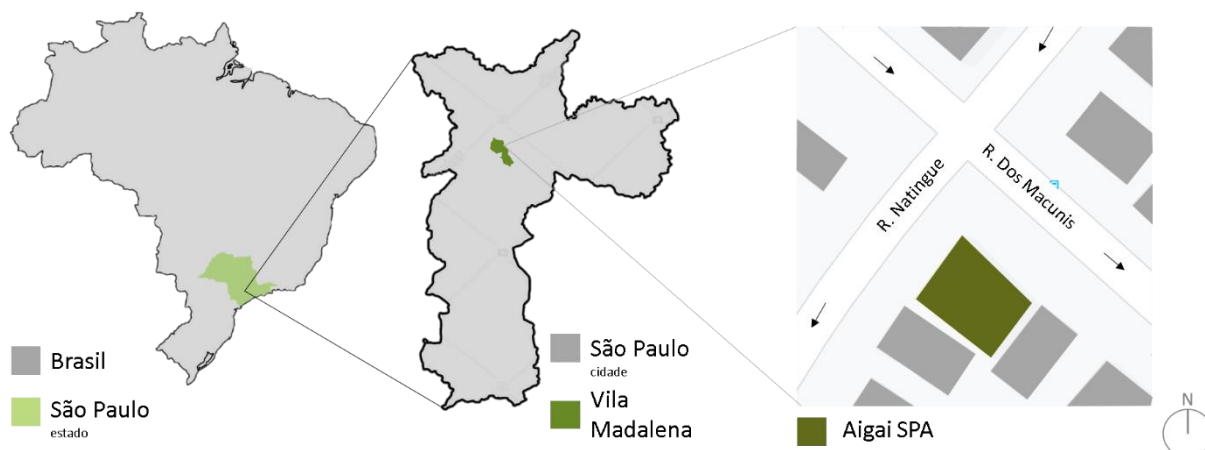 Brasil
São Paulo
estado
São Paulo
cidade
Vila
Madalena
R. Natingue
R. Dos Macunis
Aigai SPA
N